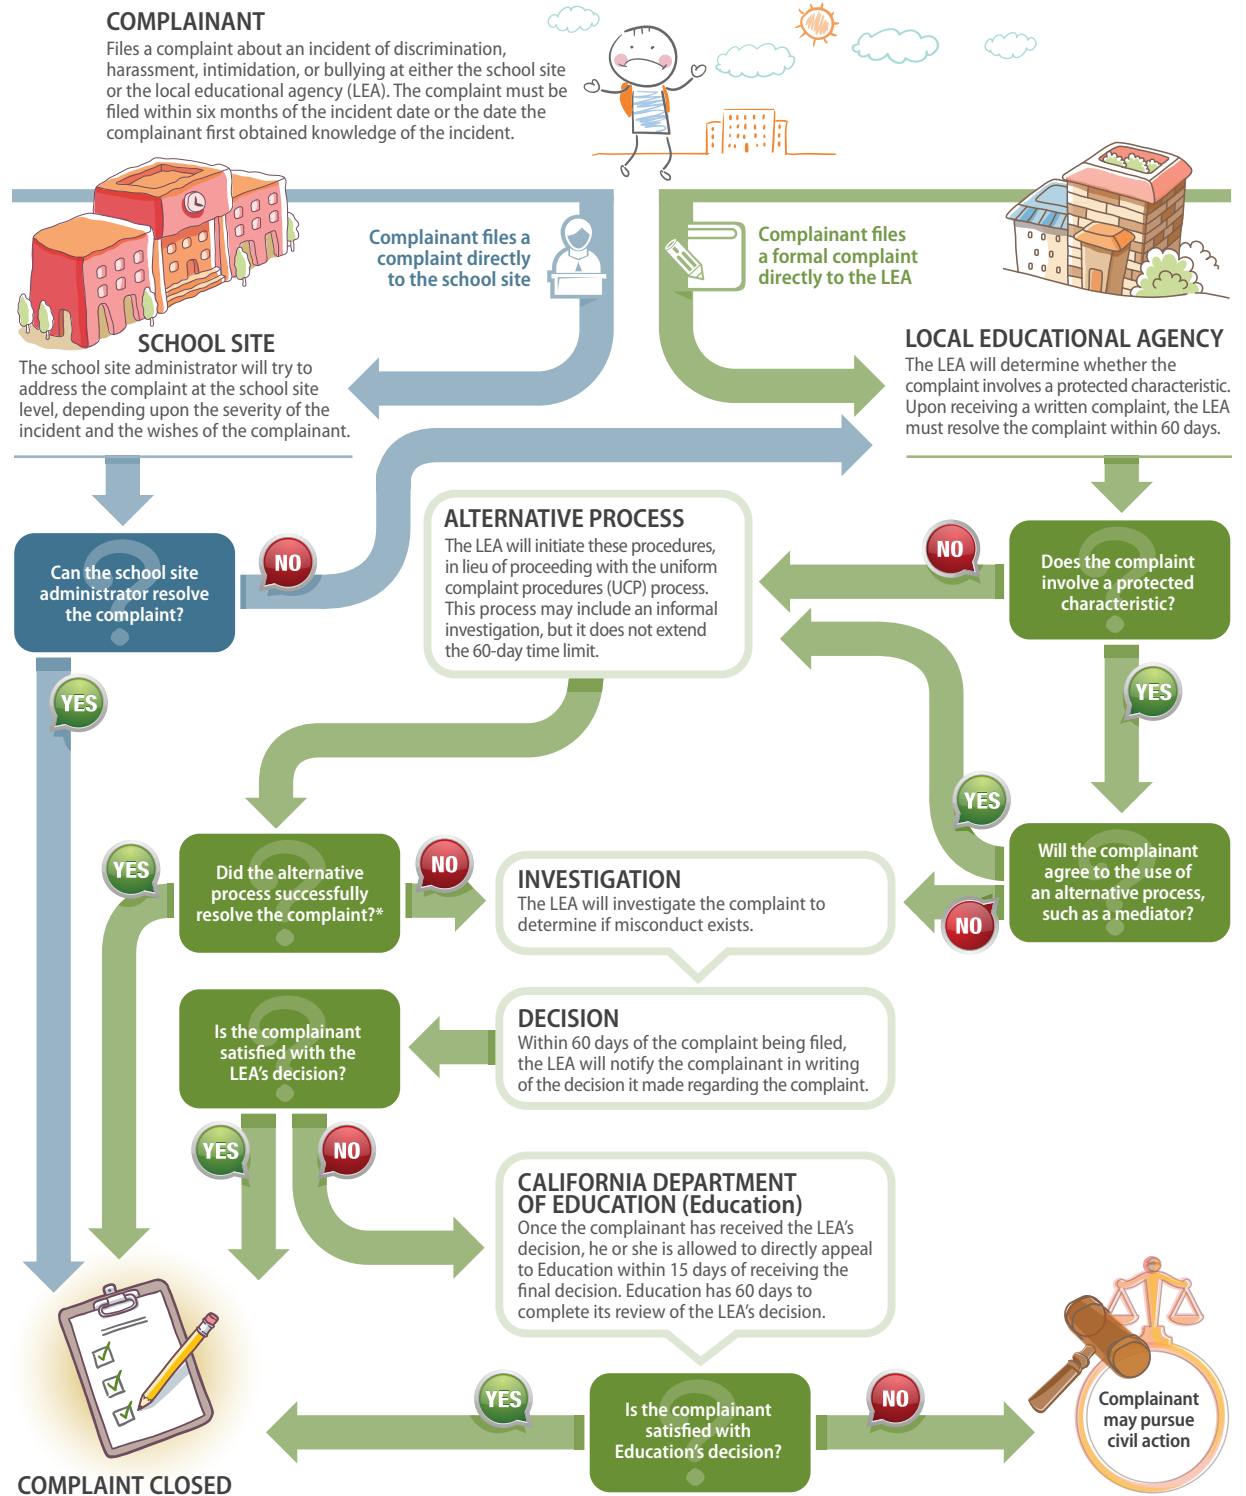 COMPLAINANT
Files a complaint about an incident of discrimination,
harassment, intimidation, or bullying at either the school site
or the local educational agency (LEA). The complaint must be
filed within six months of the incident date or the date the
complainant first obtained knowledge of the incident.
Complainant files a
complaint directly
to the school site
Complainant files
a formal complaint
directly to the LEA
SCHOOL SITE
The school site administrator will try to
address the complaint at the school site
level, depending upon the severity of the
incident and the wishes of the complainant.
LOCAL EDUCATIONAL AGENCY
The LEA will determine whether the
complaint involves a protected characteristic.
Upon receiving a written complaint, the LEA
must resolve the complaint within 60 days.
Can the school site
administrator resolve
the complaint?
NO
YES
ALTERNATIVE PROCESS
The LEA will initiate these procedures,
in lieu of proceeding with the uniform
complaint procedures (UCP) process.
This process may include an informal
investigation, but it does not extend
the 60-day time limit.
NO
Does the complaint
involve a protected
characteristic?
YES
YES
Will the complainant
agree to the use of
an alternative process,
such as a mediator?
NO
YES
Did the alternative
process successfully
resolve the complaint?*
NO
INVESTIGATION
The LEA will investigate the complaint to
determine if misconduct exists.
Is the complainant
satisfied with the
LEA's decision?
DECISION
Within 60 days of the complaint being filed,
the LEA will notify the complainant in writing
of the decision it made regarding the complaint.
YES
NO
CALIFORNIA DEPARTMENT
OF EDUCATION (Education)
Once the complainant has received the LEA's
decision, he or she is allowed to directly appeal
to Education within 15 days of receiving the
final decision. Education has 60 days to
complete its review of the LEA's decision.
YES
Is the complainant
satisfied with
Education's decision?
NO
Complainant
may pursue
civil action
COMPLAINT CLOSED